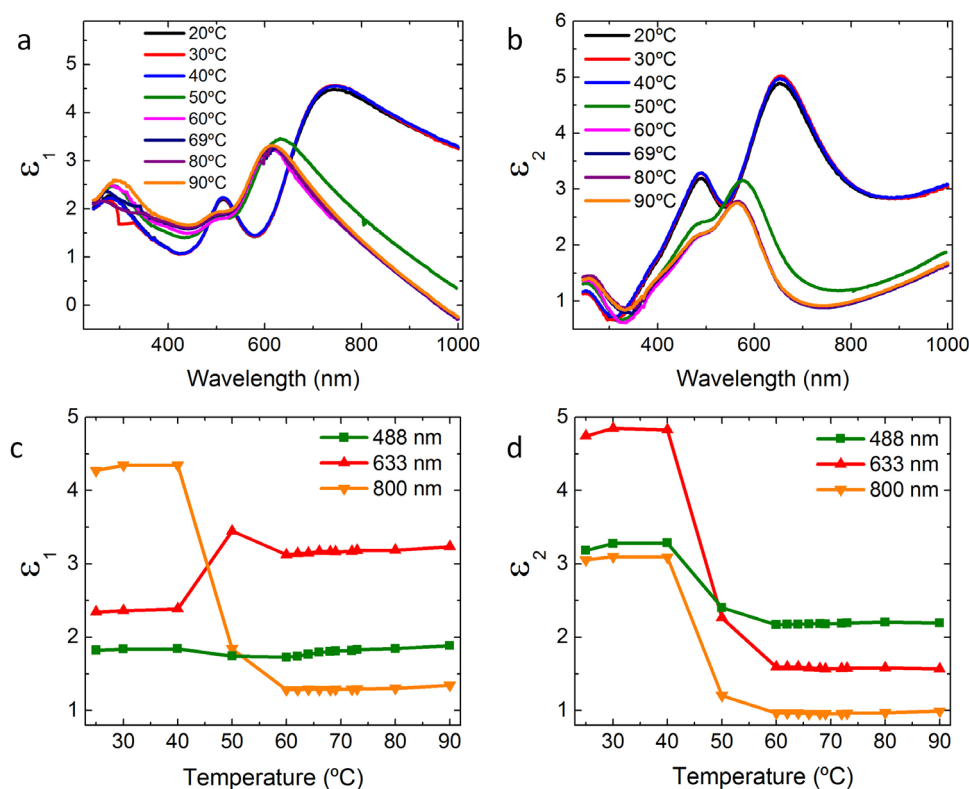 a
20ºC
30ºC
40ºC
50ºC
60ºC
69ºC
80ºC
90ºC
5
4
3
2
1
0
ε1
400 600 800 1000
Wavelength (nm)
b
20ºC
30ºC
40ºC
50ºC
60ºC
69ºC
80ºC
90ºC
6
5
4
3
2
1
ε2
400 600 800 1000
Wavelength (nm)
c
488 nm
633 nm
800 nm
5
4
3
2
1
ε1
30 40 50 60 70 80 90
Temperature (ºC)
d
488 nm
633 nm
800 nm
5
4
3
2
1
ε2
30 40 50 60 70 80 90
Temperature (ºC)